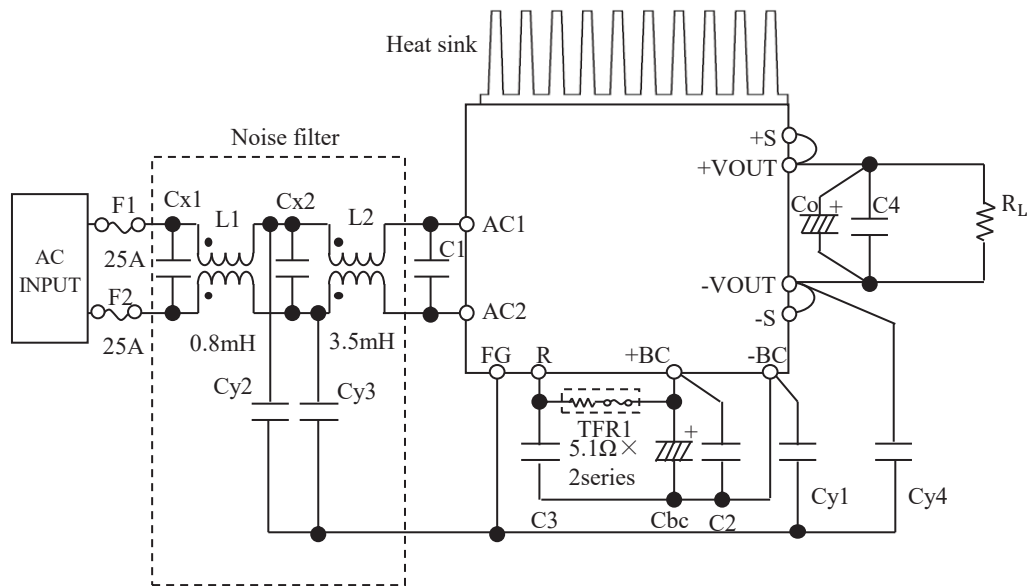 Heat sink
Noise filter
+S
+VOUT
F1
Cx1
L1
Cx2
L2
C1
AC1
Co
+
C4
RL
AC
INPUT
25A
F2
-VOUT
AC2
-S
25A
0.8mH
3.5mH
FG
R
+BC
-BC
Cy2
Cy3
TFR1
5.1Ω×
2series
+
Cy1
Cy4
C3
Cbc
C2